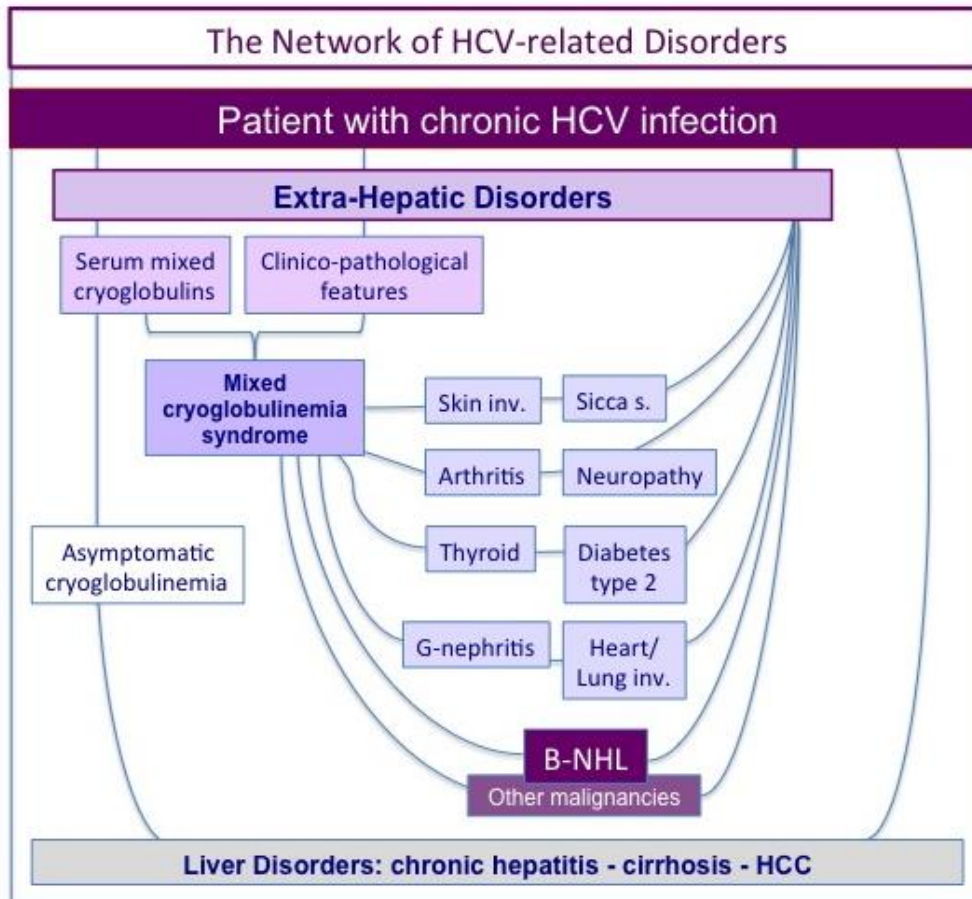 The Network of HCV-related Disorders
Patient with chronic HCV infection
Extra-Hepatic Disorders
Serum mixed
cryoglobulins
Clinico-pathological
features
Mixed
cryoglobulinemia
syndrome
Skin inv.
Sicca s.
Arthritis
Neuropathy
Thyroid
Diabetes
type 2
Asymptomatic
cryoglobulinemia
G-nephritis
Heart/
Lung inv.
B-NHL
Other malignancies
Liver Disorders: chronic hepatitis - cirrhosis - HCC